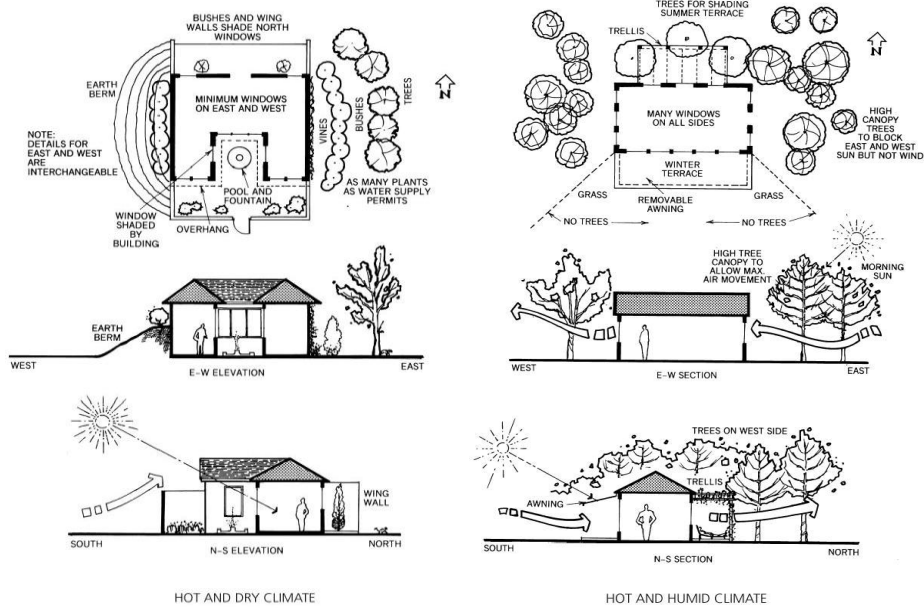 BUSHES AND WING
WALLS SHADE NORTH
WINDOWS
EARTH
BERM
MINIMUM WINDOWS
ON EAST AND WEST
NOTE:
DETAILS FOR
EAST AND WEST
ARE
INTERCHANGEABLE
VINES
BUSHES
TREES
N
POOL AND
FOUNTAIN
AS MANY PLANTS
AS WATER SUPPLY
PERMITS
WINDOW
SHADED
BY
BUILDING
OVERHANG
EARTH
BERM
WEST
EAST
E-W ELEVATION
WING
WALL
SOUTH
NORTH
N-S ELEVATION
HOT AND DRY CLIMATE
TREES FOR SHADING
SUMMER TERRACE
TRELLIS
N
MANY WINDOWS
ON ALL SIDES
HIGH
CANOPY
TREES
TO BLOCK
EAST AND WEST
SUN BUT NOT WIND
WINTER
TERRACE
GRASS
GRASS
REMOVABLE
AWNING
NO TREES
NO TREES
HIGH TREE
CANOPY TO
ALLOW MAX.
AIR MOVEMENT
MORNING
SUN
WEST
EAST
E-W SECTION
TREES ON WEST SIDE
TRELLIS
AWNING
SOUTH
NORTH
N-S SECTION
HOT AND HUMID CLIMATE